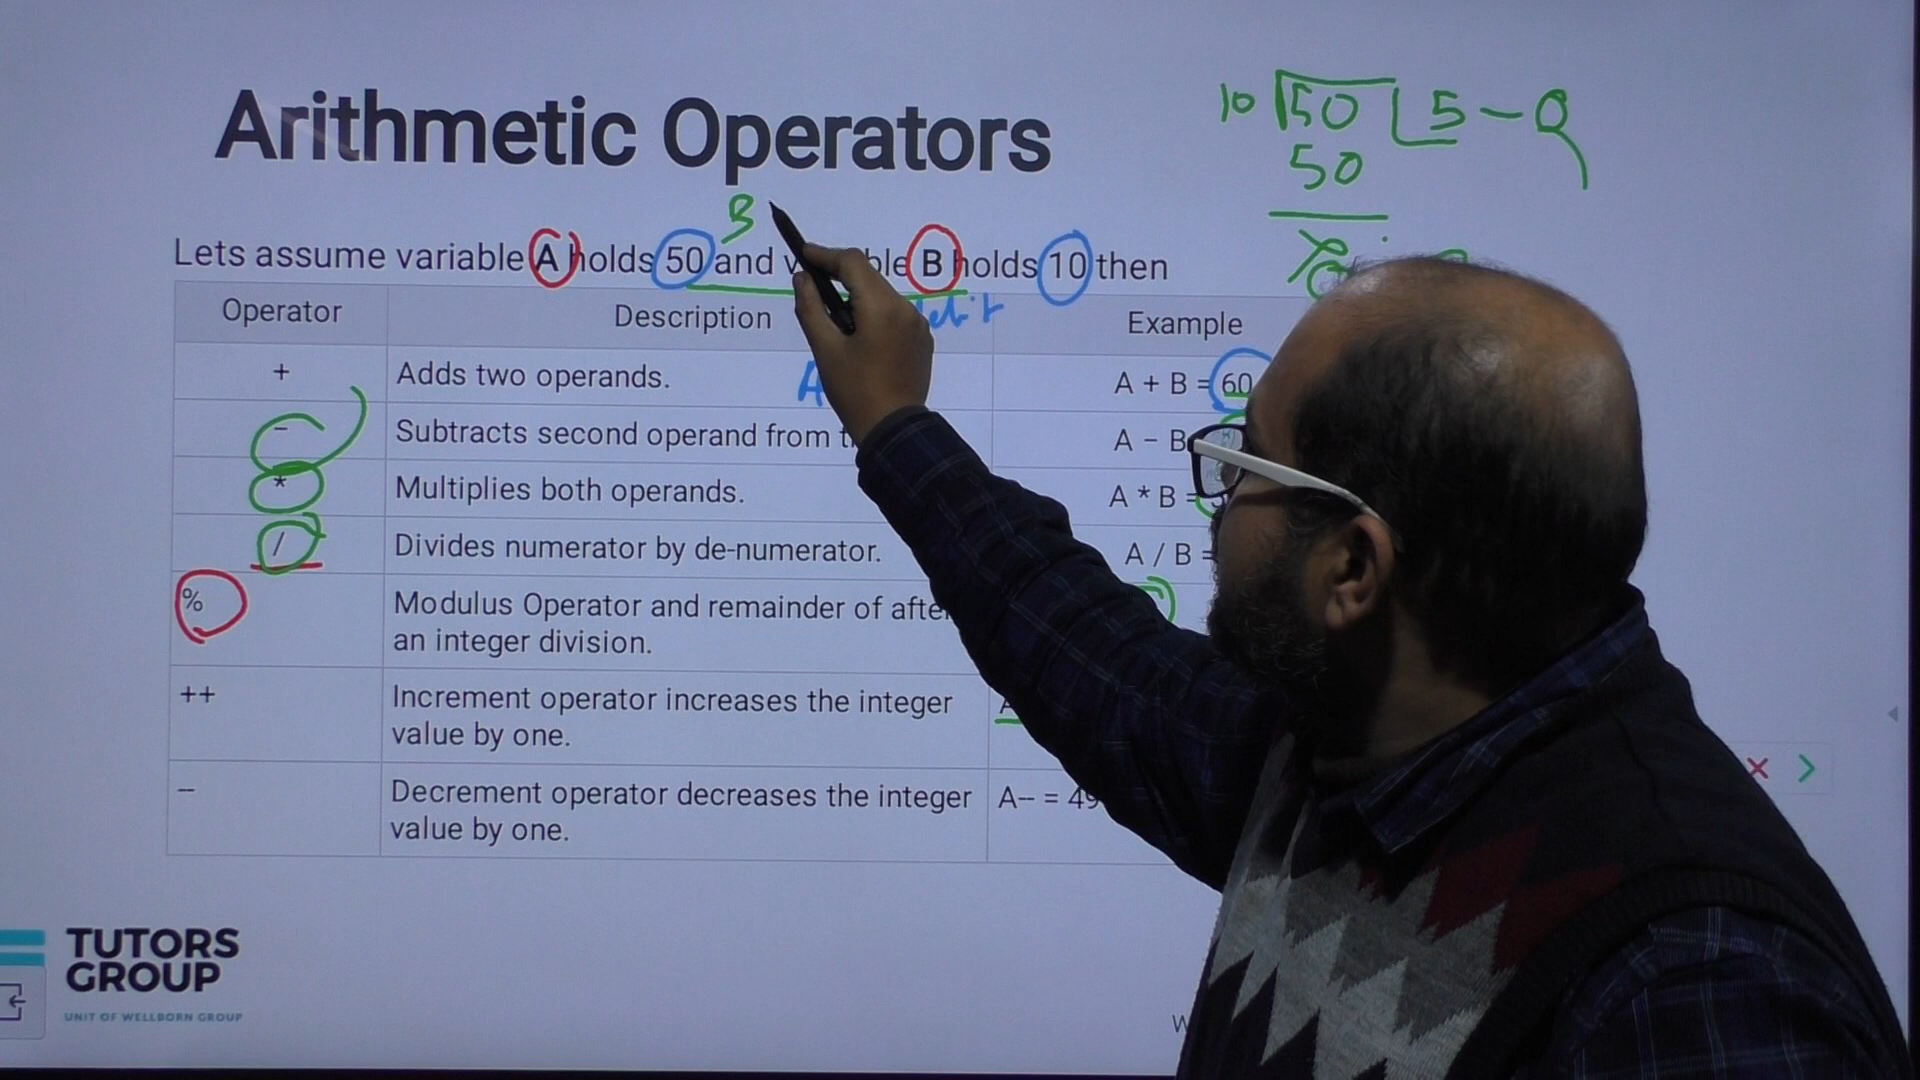 Arithmetic Operators
10 50 5 - Q
50
B
Lets assume variable A holds 50 and B holds 10 then
Operator Description Example
+ Adds two operands. A + B = 60
A
- Subtracts second operand from A - B
* Multiplies both operands. A * B =
/ Divides numerator by de-numerator. A / B =
% Modulus Operator and remainder of after
an integer division.
++ Increment operator increases the integer
value by one.
-- Decrement operator decreases the integer A-- = 49
value by one.
TUTORS
GROUP
UNIT OF WELLBORN GROUP